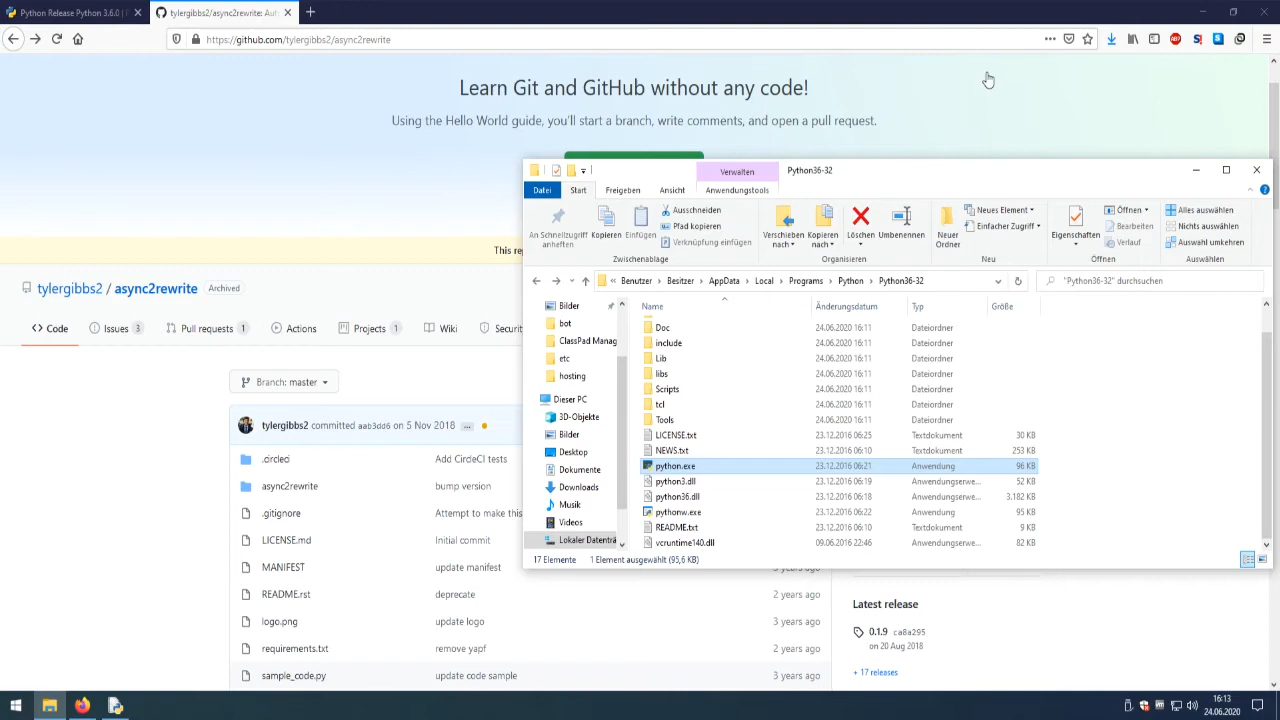 Python Release Python 3.6.0 |
tylergibbs2/async2rewrite: Aut
https://github.com/tylergibbs2/async2rewrite
Learn Git and GitHub without any code!
Using the Hello World guide, you'll start a branch, write comments, and open a pull request.
This re
tylergibbs2 / async2rewrite Archived
Code Issues 3 Pull requests 1 Actions Projects 1 Wiki Securit
Branch: master
tylergibbs2 committed aab3dd6 on 5 Nov 2018 ...
.circleci Add CirdeCI tests
async2rewrite bump version
.gitignore Attempt to make this
LICENSE.md Initial commit
MANIFEST update manifest 3 years ago
README.rst deprecate 2 years ago
logo.png update logo 3 years ago
requirements.txt remove yapf 2 years ago
sample_code.py update code sample 3 years ago
Latest release
0.1.9 ca8a295
on 20 Aug 2018
+ 17 releases
Verwalten Python36-32
Datei Start Freigeben Ansicht Anwendungstools
An Schnellzugriff anheften
Kopieren
Einfügen
Ausschneiden
Pfad kopieren
Verknüpfung einfügen
Zwischenablage
Verschieben nach
Kopieren nach
Löschen
Umbenennen
Organisieren
Neuer Ordner
Neues Element
Einfacher Zugriff
Neu
Eigenschaften
Öffnen
Bearbeiten
Verlauf
Öffnen
Alles auswählen
Nichts auswählen
Auswahl umkehren
Auswählen
« Benutzer Besitzer AppData Local Programs Python Python36-32
"Python36-32" durchsuchen
Bilder
bot
ClassPad Manag
etc
hosting
Dieser PC
3D-Objekte
Bilder
Desktop
Dokumente
Downloads
Musik
Videos
Lokaler Datenträ
Name Änderungsdatum Typ Größe
Doc 24.06.2020 16:11 Dateiordner
include 24.06.2020 16:11 Dateiordner
Lib 24.06.2020 16:11 Dateiordner
libs 24.06.2020 16:11 Dateiordner
Scripts 24.06.2020 16:11 Dateiordner
tcl 24.06.2020 16:11 Dateiordner
Tools 24.06.2020 16:11 Dateiordner
LICENSE.txt 23.12.2016 06:25 Textdokument 30 KB
NEWS.txt 23.12.2016 06:10 Textdokument 253 KB
python.exe 23.12.2016 06:21 Anwendung 96 KB
python3.dll 23.12.2016 06:19 Anwendungserwe... 52 KB
python36.dll 23.12.2016 06:18 Anwendungserwe... 3.182 KB
pythonw.exe 23.12.2016 06:22 Anwendung 95 KB
README.txt 23.12.2016 06:10 Textdokument 9 KB
vcruntime140.dll 09.06.2016 22:46 Anwendungserwe... 82 KB
17 Elemente 1 Element ausgewählt (95,6 KB)
16:13
24.06.2020